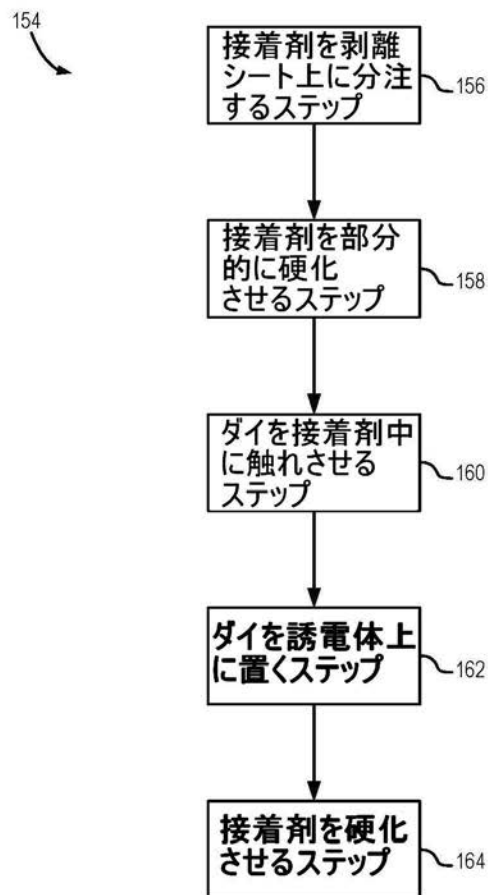 154
接着剤を剥離
シート上に分注
するステップ
156
接着剤を部分
的に硬化
させるステップ
158
ダイを接着剤中
に触れさせる
ステップ
160
ダイを誘電体上
に置くステップ
162
接着剤を硬化
させるステップ
164